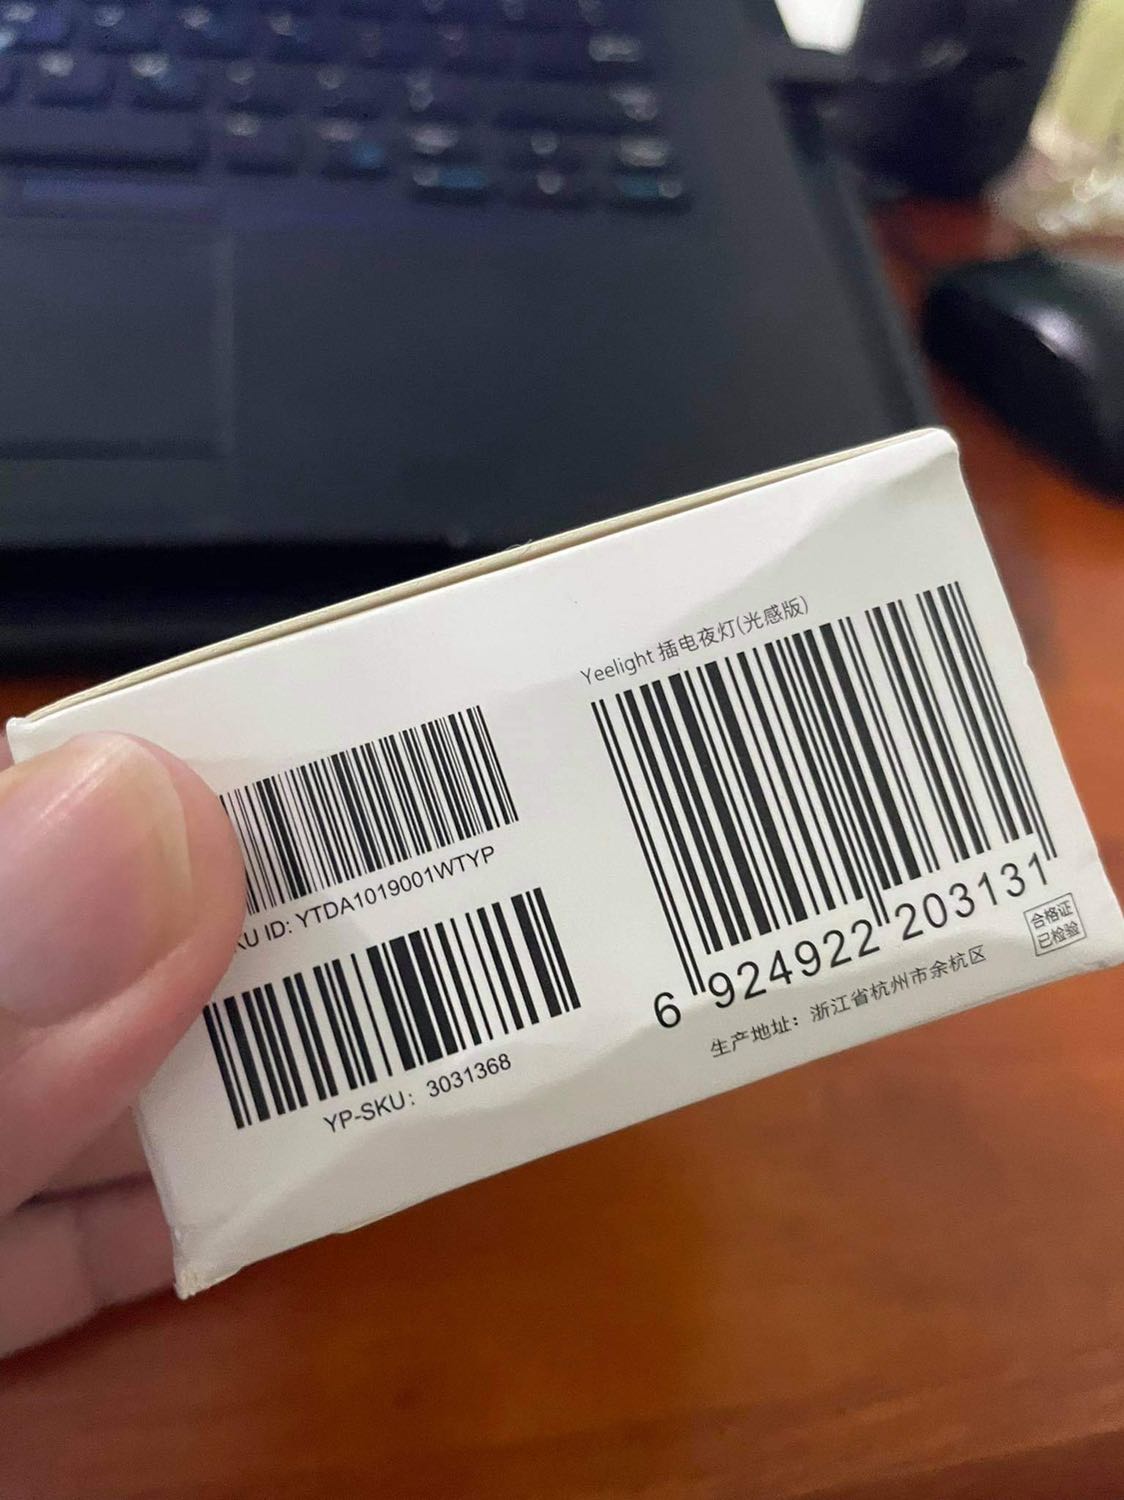 Yeelight 插电夜灯(光感版)
KU ID: YTDA1019001WTYP
YP-SKU: 3031368
6 924922 203131
合格证
已检验
生产地址：浙江省杭州市余杭区